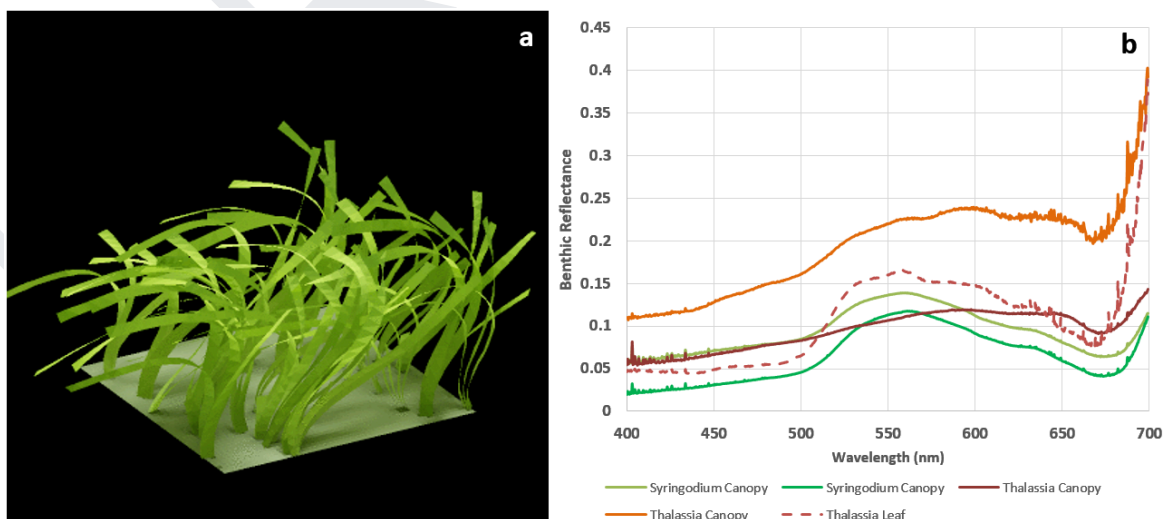 a
b
Benthic Reflectance
0.45
0.4
0.35
0.3
0.25
0.2
0.15
0.1
0.05
0
400 450 500 550 600 650 700
Wavelength (nm)
Syringodium Canopy Syringodium Canopy Thalassia Canopy
Thalassia Canopy Thalassia Leaf